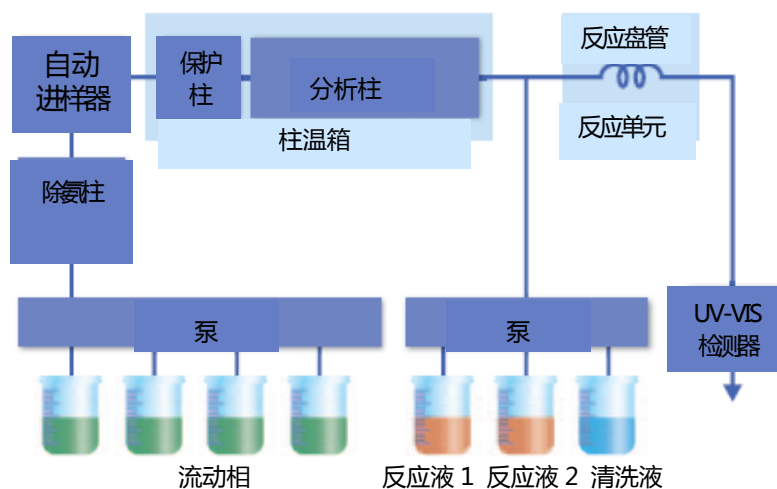 自动
进样器
保护
柱
分析柱
柱温箱
反应盘管
反应单元
除氨柱
泵
泵
UV-VIS
检测器
流动相
反应液 1
反应液 2
清洗液